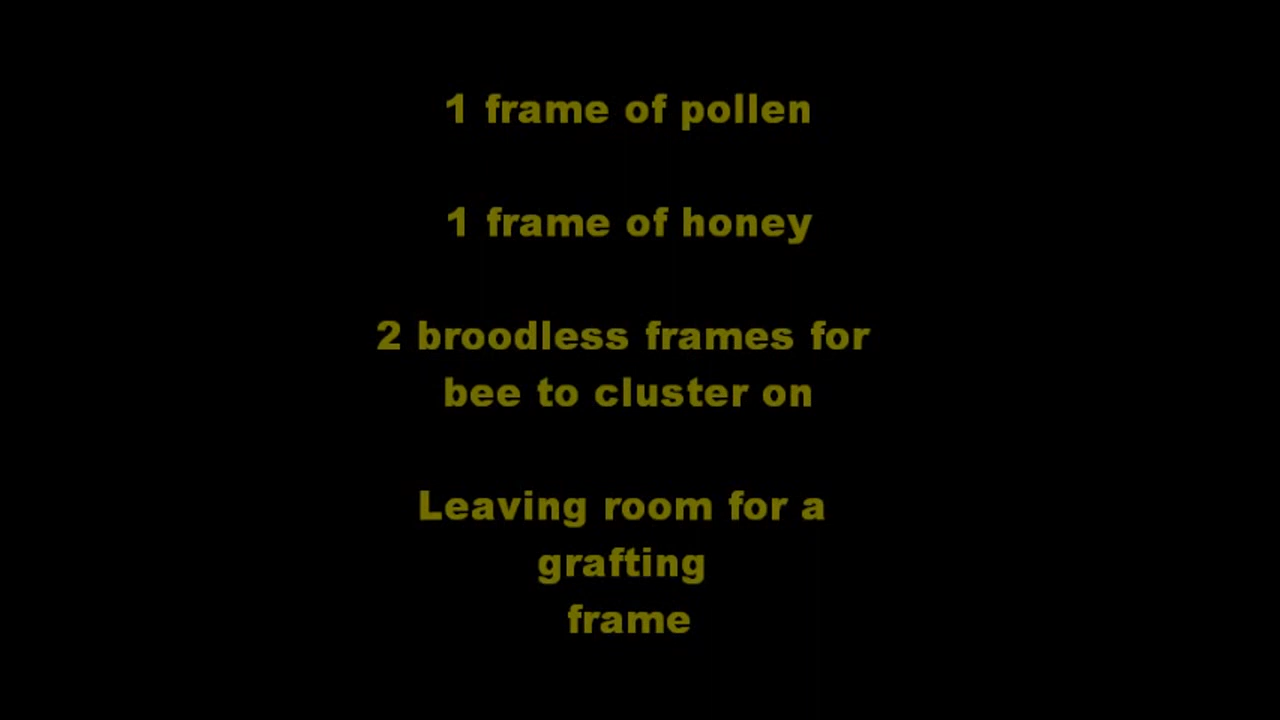 1 frame of pollen
1 frame of honey
2 broodless frames for
bee to cluster on
Leaving room for a
grafting
frame